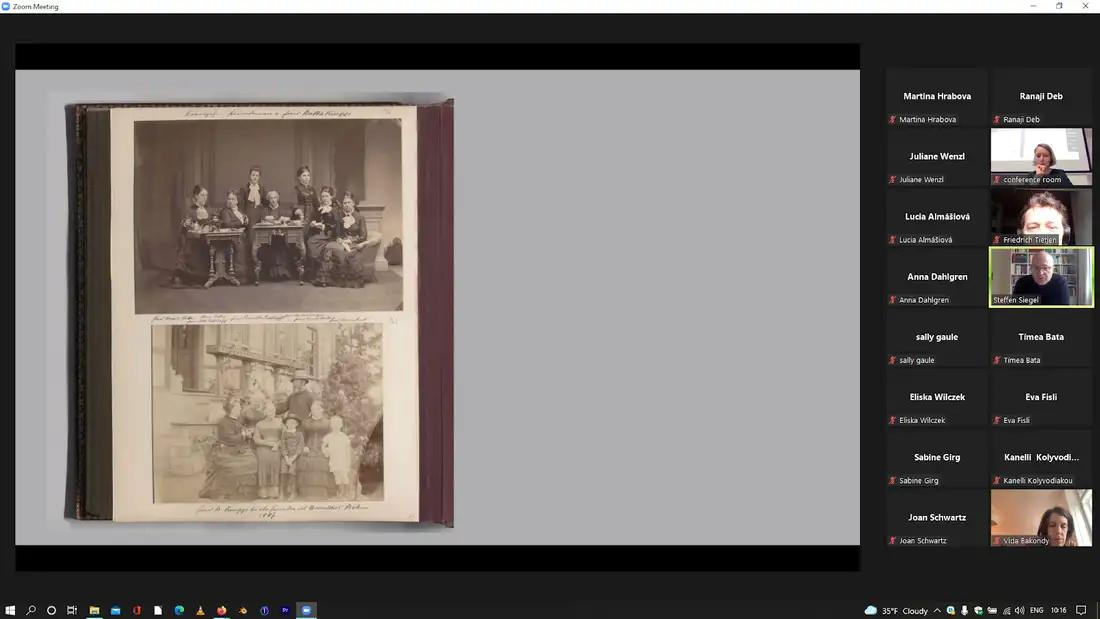 Zoom Meeting
Martina Hrabova
Martina Hrabova
Ranaji Deb
Ranaji Deb
Juliane Wenzl
Juliane Wenzl
conference room
Lucia Almášiová
Lucia Almášiová
Friedrich Tietjen
Anna Dahlgren
Anna Dahlgren
Steffen Siegel
sally gaule
sally gaule
Tímea Bata
Tímea Bata
Eliska Wilczek
Eliska Wilczek
Eva Fisli
Eva Fisli
Sabine Girg
Sabine Girg
Kanelli Kolyvodi...
Kanelli Kolyvodiakou
Joan Schwartz
Joan Schwartz
Vida Bakondy
1887
35°F Cloudy
ENG
10:16